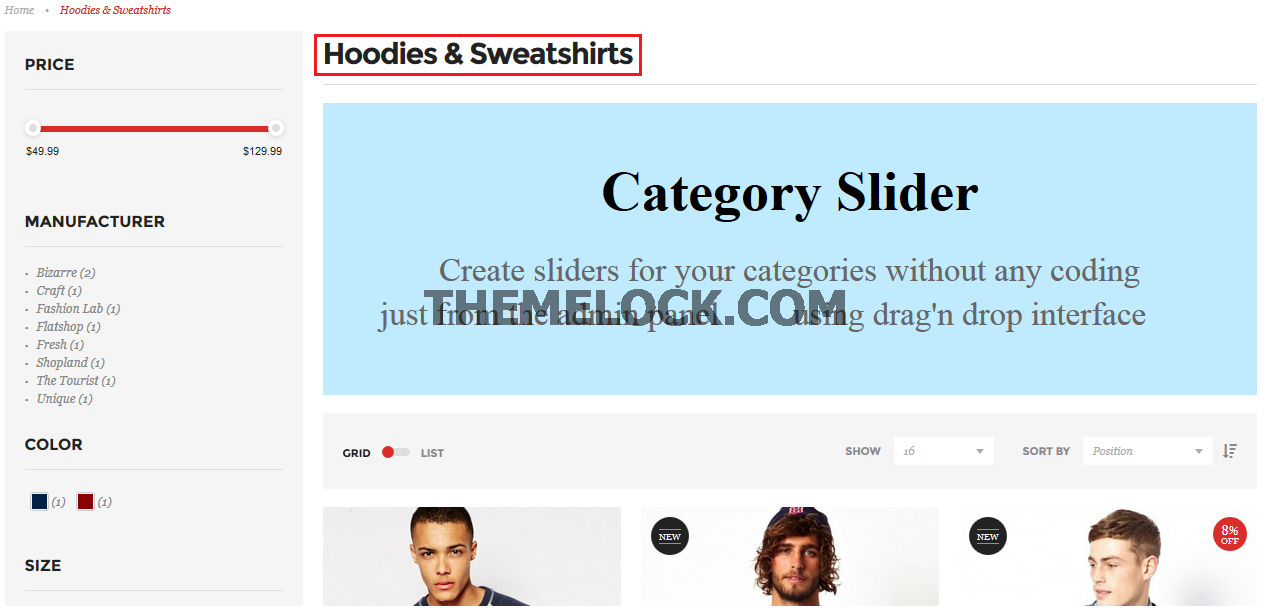 Home • Hoodies & Sweatshirts
PRICE
$49.99 $129.99
MANUFACTURER
Bizarre (2)
Craft (1)
Fashion Lab (1)
Flatshop (1)
Fresh (1)
Shopland (1)
The Tourist (1)
Unique (1)
COLOR
(1) (1)
SIZE
Hoodies & Sweatshirts
Category Slider
Create sliders for your categories without any coding
just from the admin panel using drag'n drop interface
THEMELOCK.COM
GRID LIST SHOW 16 SORT BY Position
NEW
NEW
8%
OFF